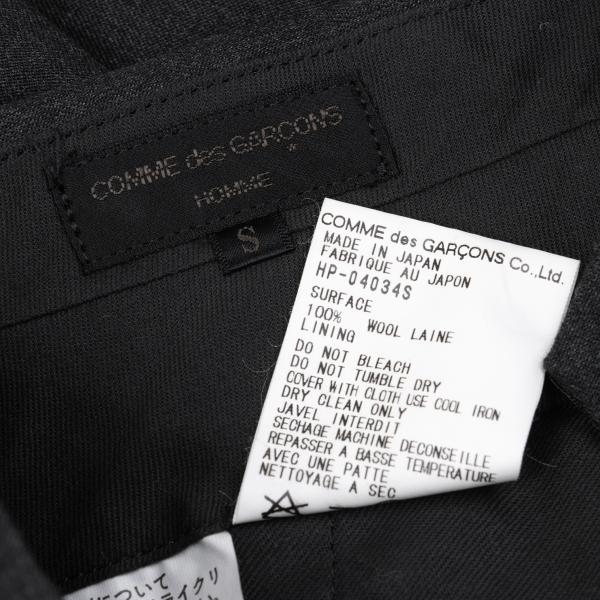 COMME des GARÇONS
HOMME
S
COMME des GARÇONS Co.,Ltd.
MADE IN JAPAN
FABRIQUE AU JAPON
HP-04034S
SURFACE
100% WOOL LAINE
LINING
DO NOT BLEACH
DO NOT TUMBLE DRY
COVER WITH CLOTH USE COOL IRON
DRY CLEAN ONLY
JAVEL INTERDIT
SECHAGE MACHINE DECONSEILLE
REPASSER A BASSE TEMPERATURE
AVEC UNE PATTE
NETTOYAGE A SEC
について
ライクリ